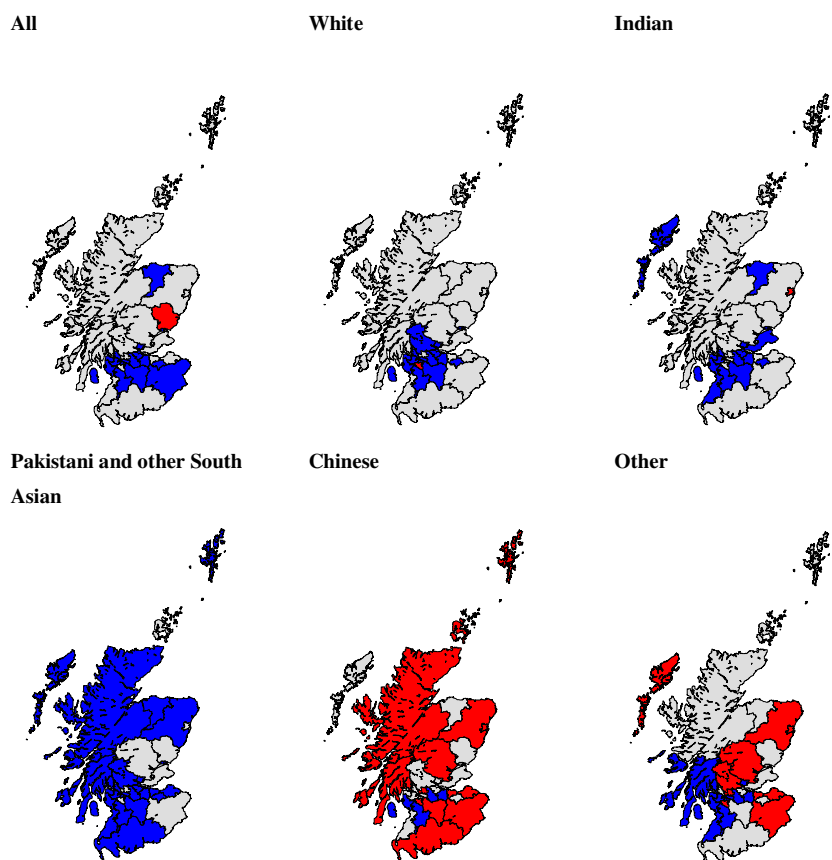 All
White
Indian
Pakistani and other South
Asian
Chinese
Other